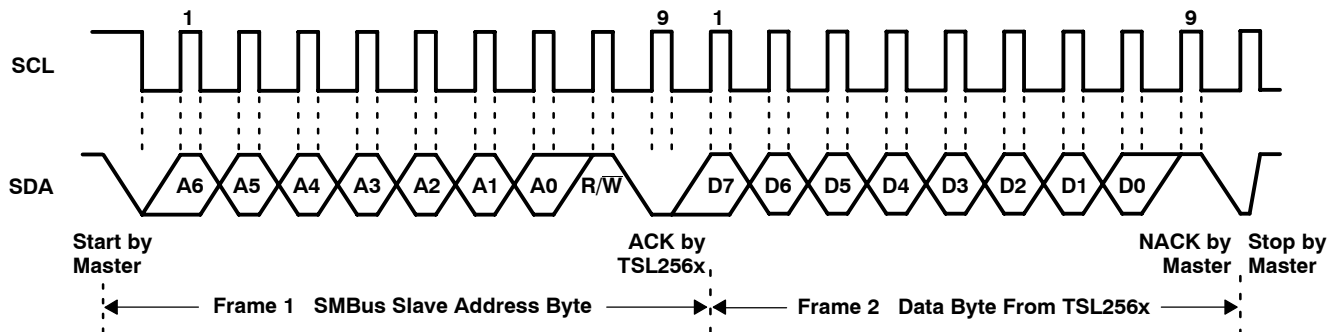 1 9 1 9
SCL
SDA
A6 A5 A4 A3 A2 A1 A0 R/W̅ D7 D6 D5 D4 D3 D2 D1 D0
Start by
Master
ACK by
TSL256x
NACK by
Master
Stop by
Master
Frame 1 SMBus Slave Address Byte
Frame 2 Data Byte From TSL256x